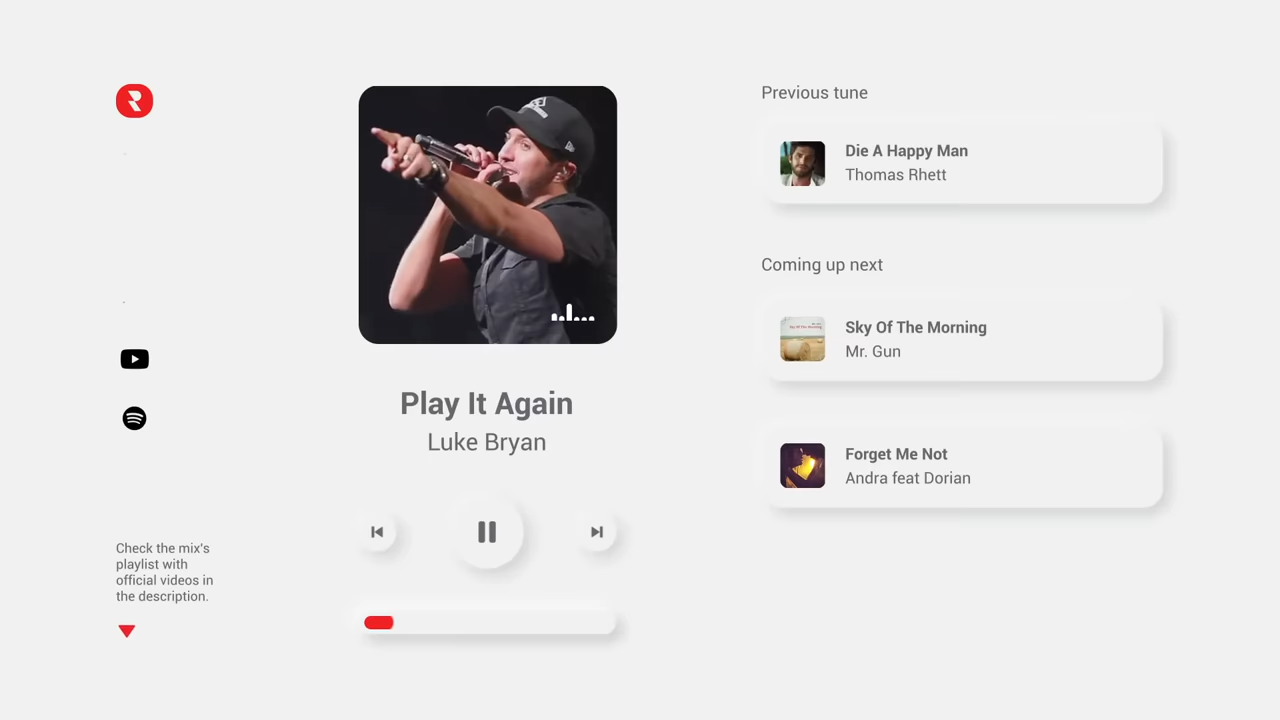 Previous tune
Die A Happy Man
Thomas Rhett
Coming up next
Sky Of The Morning
Mr. Gun
Forget Me Not
Andra feat Dorian
Play It Again
Luke Bryan
Check the mix's
playlist with
official videos in
the description.